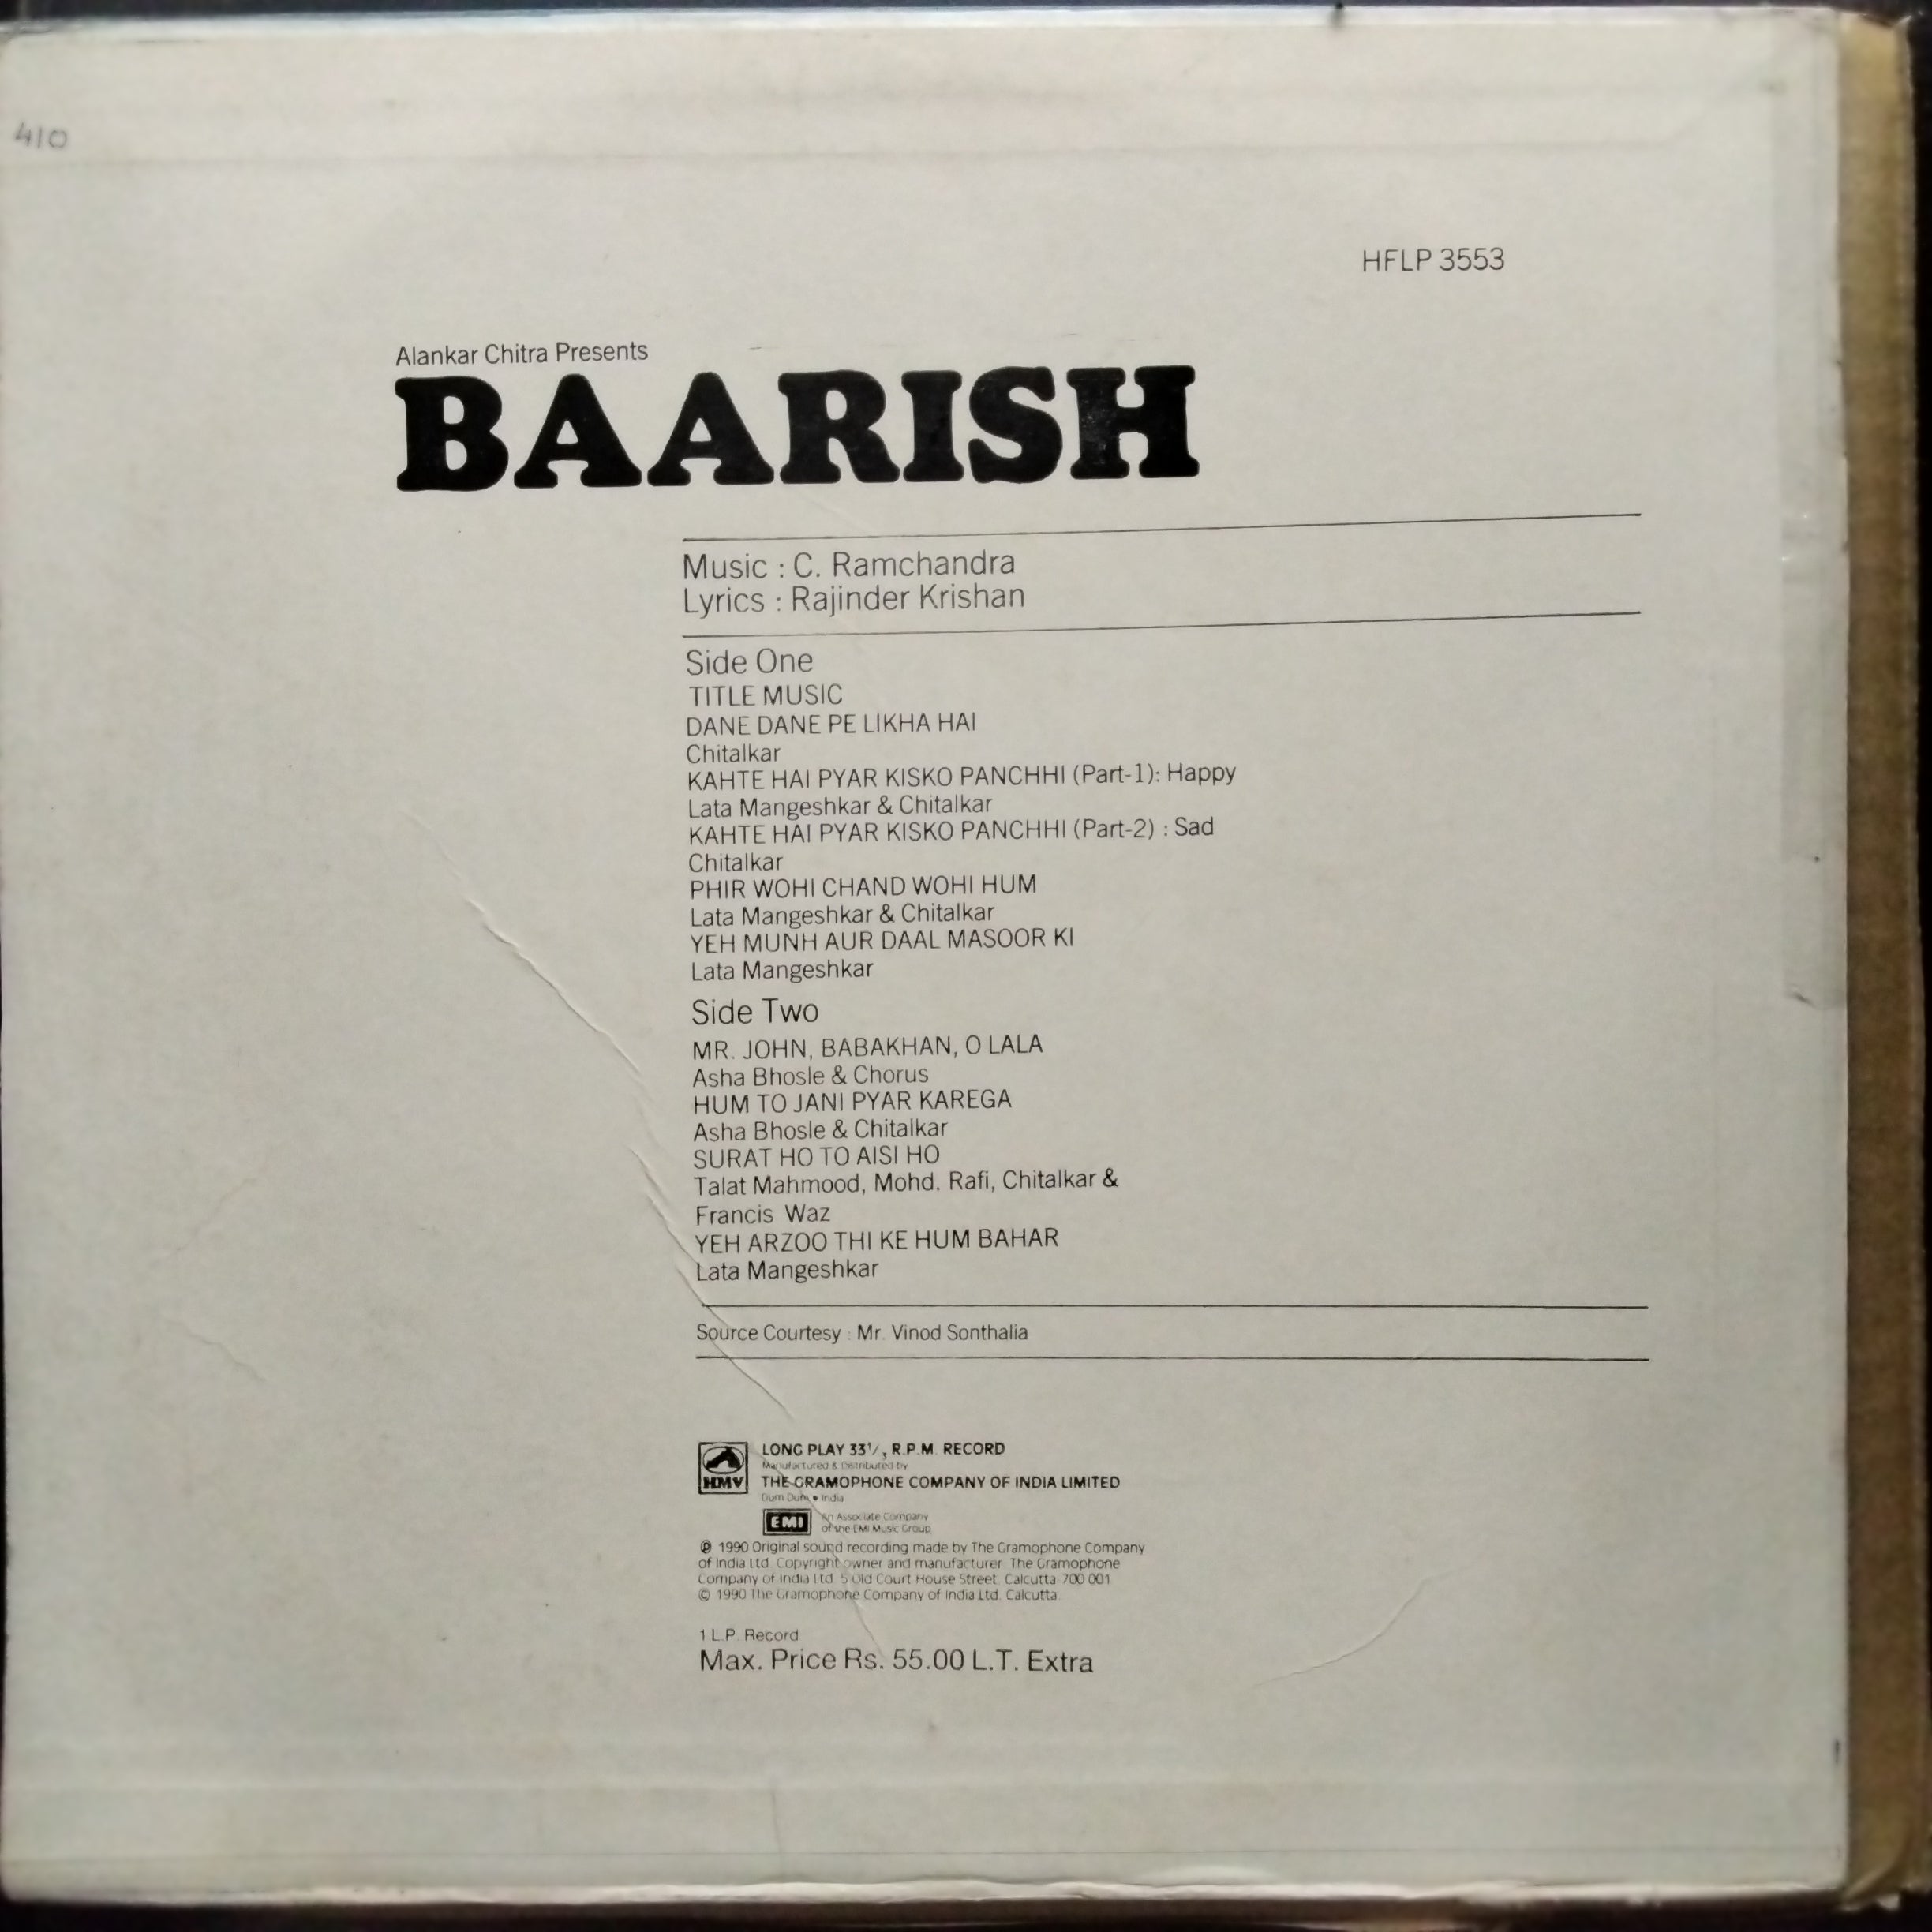 410
HFLP 3553
Alankar Chitra Presents
BAARISH
Music : C. Ramchandra
Lyrics : Rajinder Krishan
Side One
TITLE MUSIC
DANE DANE PE LIKHA HAI
Chitalkar
KAHTE HAI PYAR KISKO PANCHHI (Part-1): Happy
Lata Mangeshkar & Chitalkar
KAHTE HAI PYAR KISKO PANCHHI (Part-2) : Sad
Chitalkar
PHIR WOHI CHAND WOHI HUM
Lata Mangeshkar & Chitalkar
YEH MUNH AUR DAAL MASOOR KI
Lata Mangeshkar
Side Two
MR. JOHN, BABAKHAN, O LALA
Asha Bhosle & Chorus
HUM TO JANI PYAR KAREGA
Asha Bhosle & Chitalkar
SURAT HO TO AISI HO
Talat Mahmood, Mohd. Rafi, Chitalkar &
Francis Waz
YEH ARZOO THI KE HUM BAHAR
Lata Mangeshkar
Source Courtesy : Mr. Vinod Sonthalia
HMV
LONG PLAY 33 1/3 R.P.M. RECORD
Manufactured & Distributed by
THE GRAMOPHONE COMPANY OF INDIA LIMITED
Dum Dum • India
EMI
An Associate Company
of the EMI Music Group
℗ 1990 Original sound recording made by The Gramophone Company
of India Ltd. Copyright owner and manufacturer The Gramophone
Company of India Ltd. 5 Old Court House Street, Calcutta 700 001
© 1990 The Gramophone Company of India Ltd. Calcutta.
1 L.P. Record
Max. Price Rs. 55.00 L.T. Extra